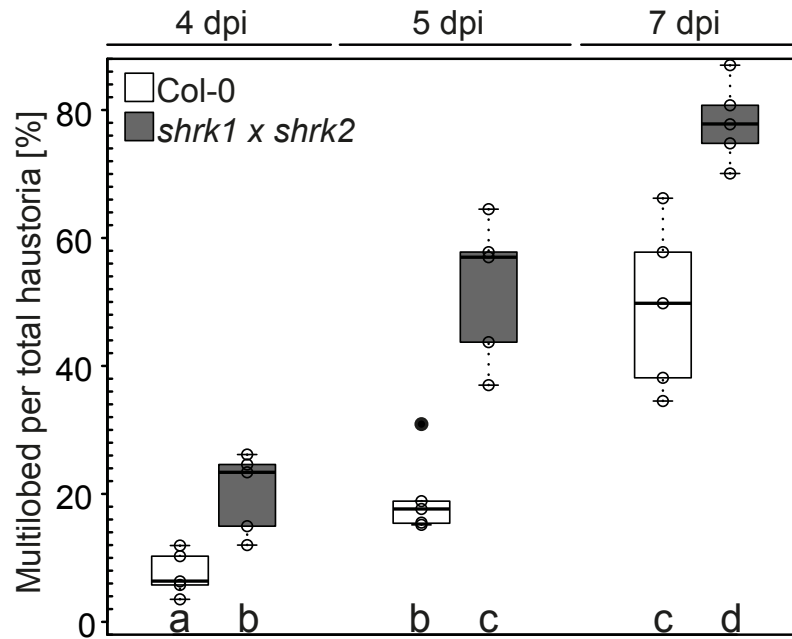 4 dpi 5 dpi 7 dpi
Col-0
shrk1 x shrk2
Multilobed per total haustoria [%]
80
60
40
20
0
a b b c c d